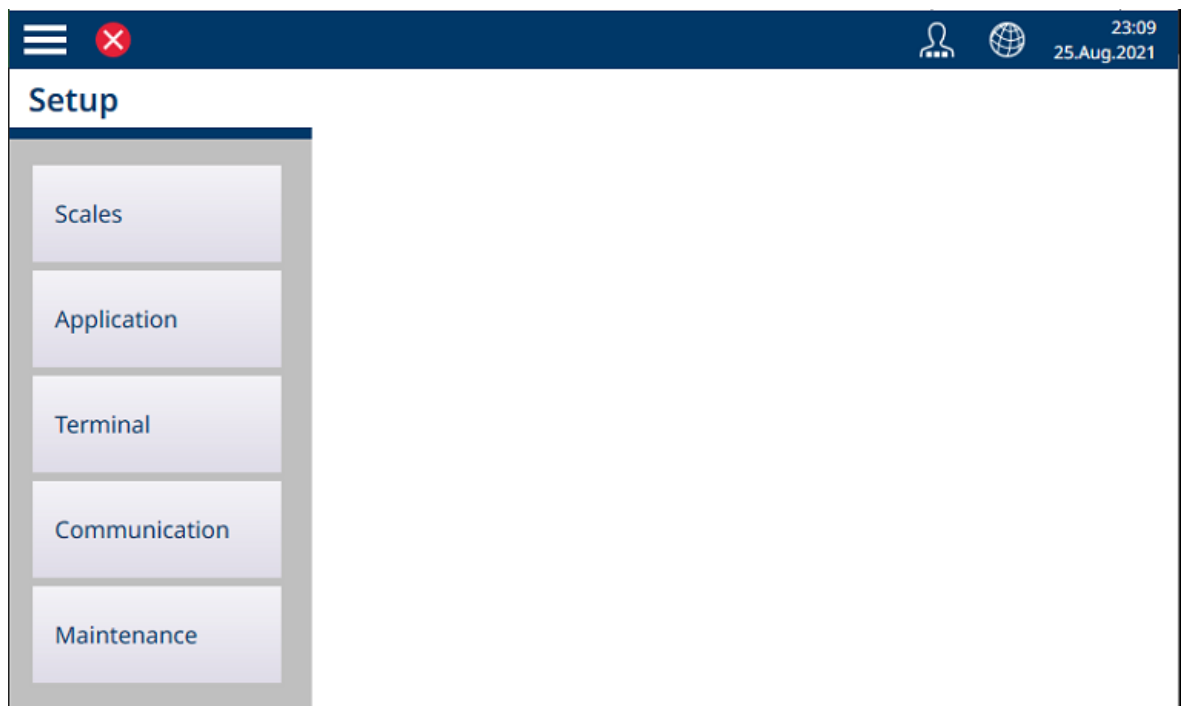 23:09
25.Aug.2021
Setup
Scales
Application
Terminal
Communication
Maintenance